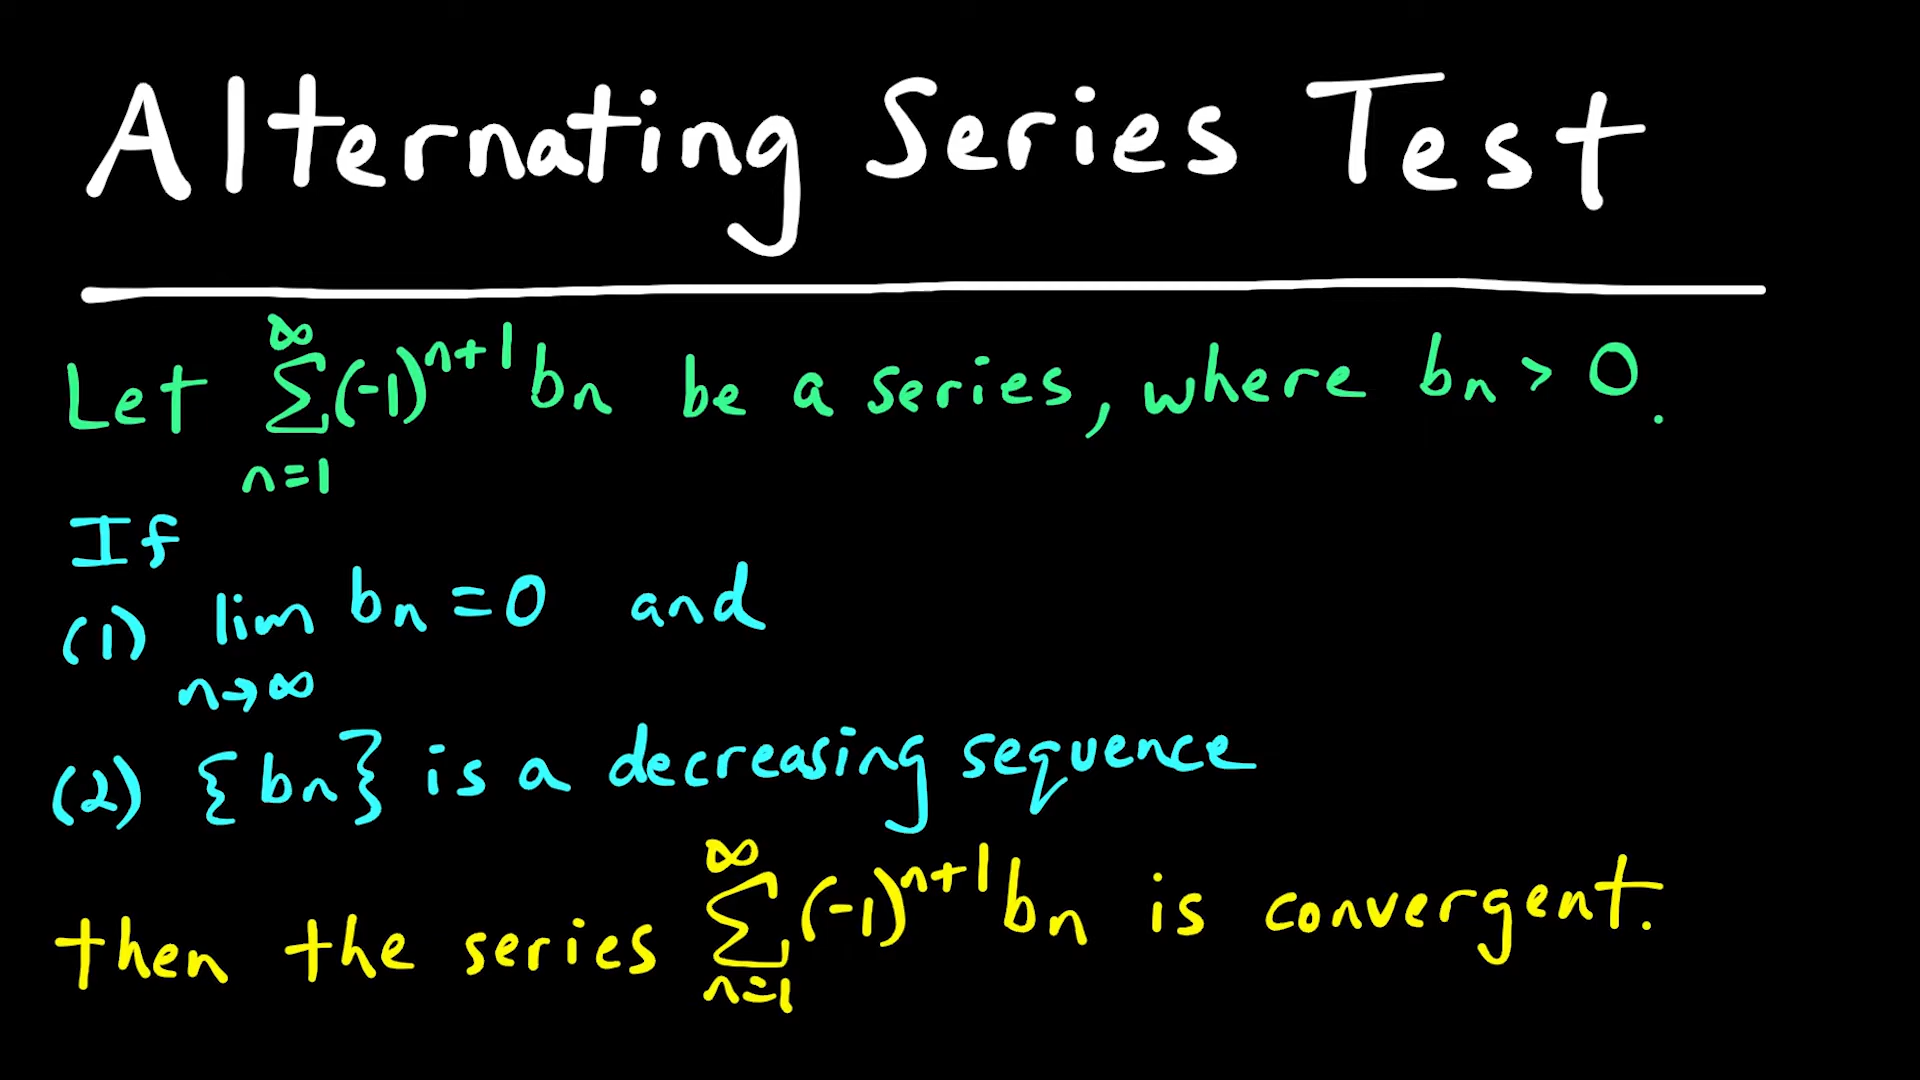 Alternating Series Test
Let ∑_{n=1}^{∞} (-1)^{n+1} bn be a series, where bn > 0.
If
(1) lim_{n→∞} bn = 0 and
(2) {bn} is a decreasing sequence
then the series ∑_{n=1}^{∞} (-1)^{n+1} bn is convergent.